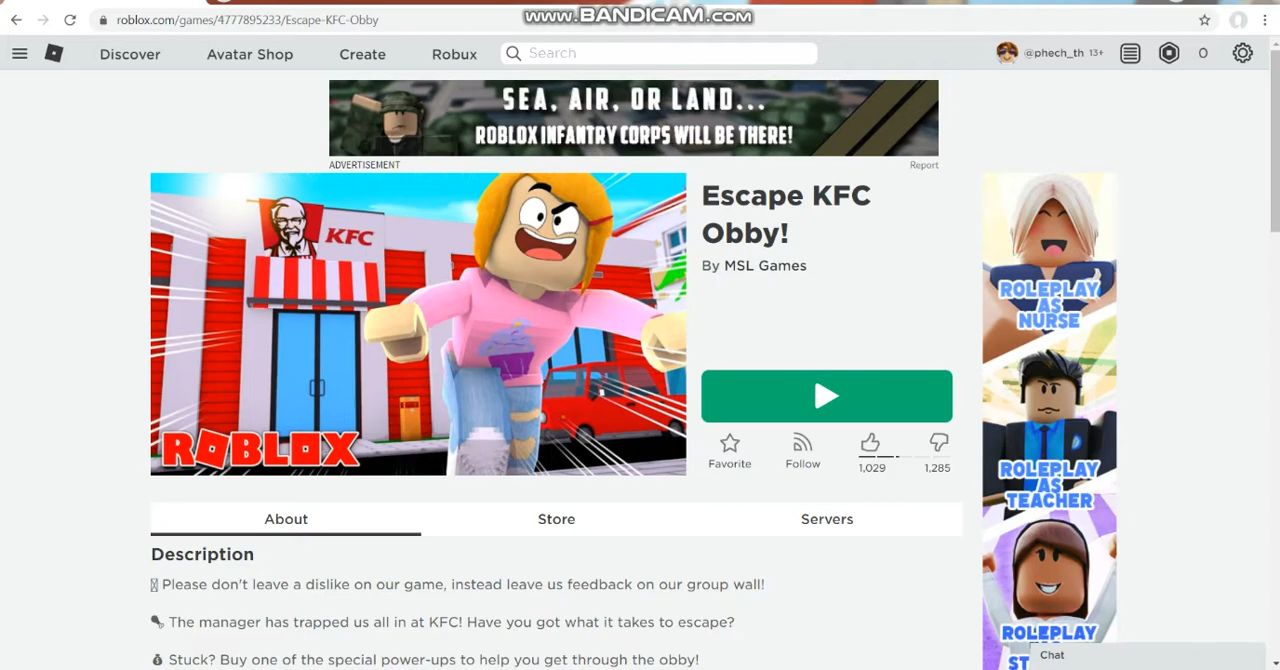 roblox.com/games/4777895233/Escape-KFC-Obby
www.BANDICAM.com
Discover
Avatar Shop
Create
Robux
Search
@phech_th 13+
0
SEA, AIR, OR LAND...
ROBLOX INFANTRY CORPS WILL BE THERE!
ADVERTISEMENT
Report
KFC
ROBLOX
Escape KFC
Obby!
By MSL Games
Favorite
Follow
1,029
1,285
ROLEPLAY
AS
NURSE
ROLEPLAY
AS
TEACHER
ROLEPLAY
ST
About
Store
Servers
Description
Please don't leave a dislike on our game, instead leave us feedback on our group wall!
The manager has trapped us all in at KFC! Have you got what it takes to escape?
Stuck? Buy one of the special power-ups to help you get through the obby!
Chat